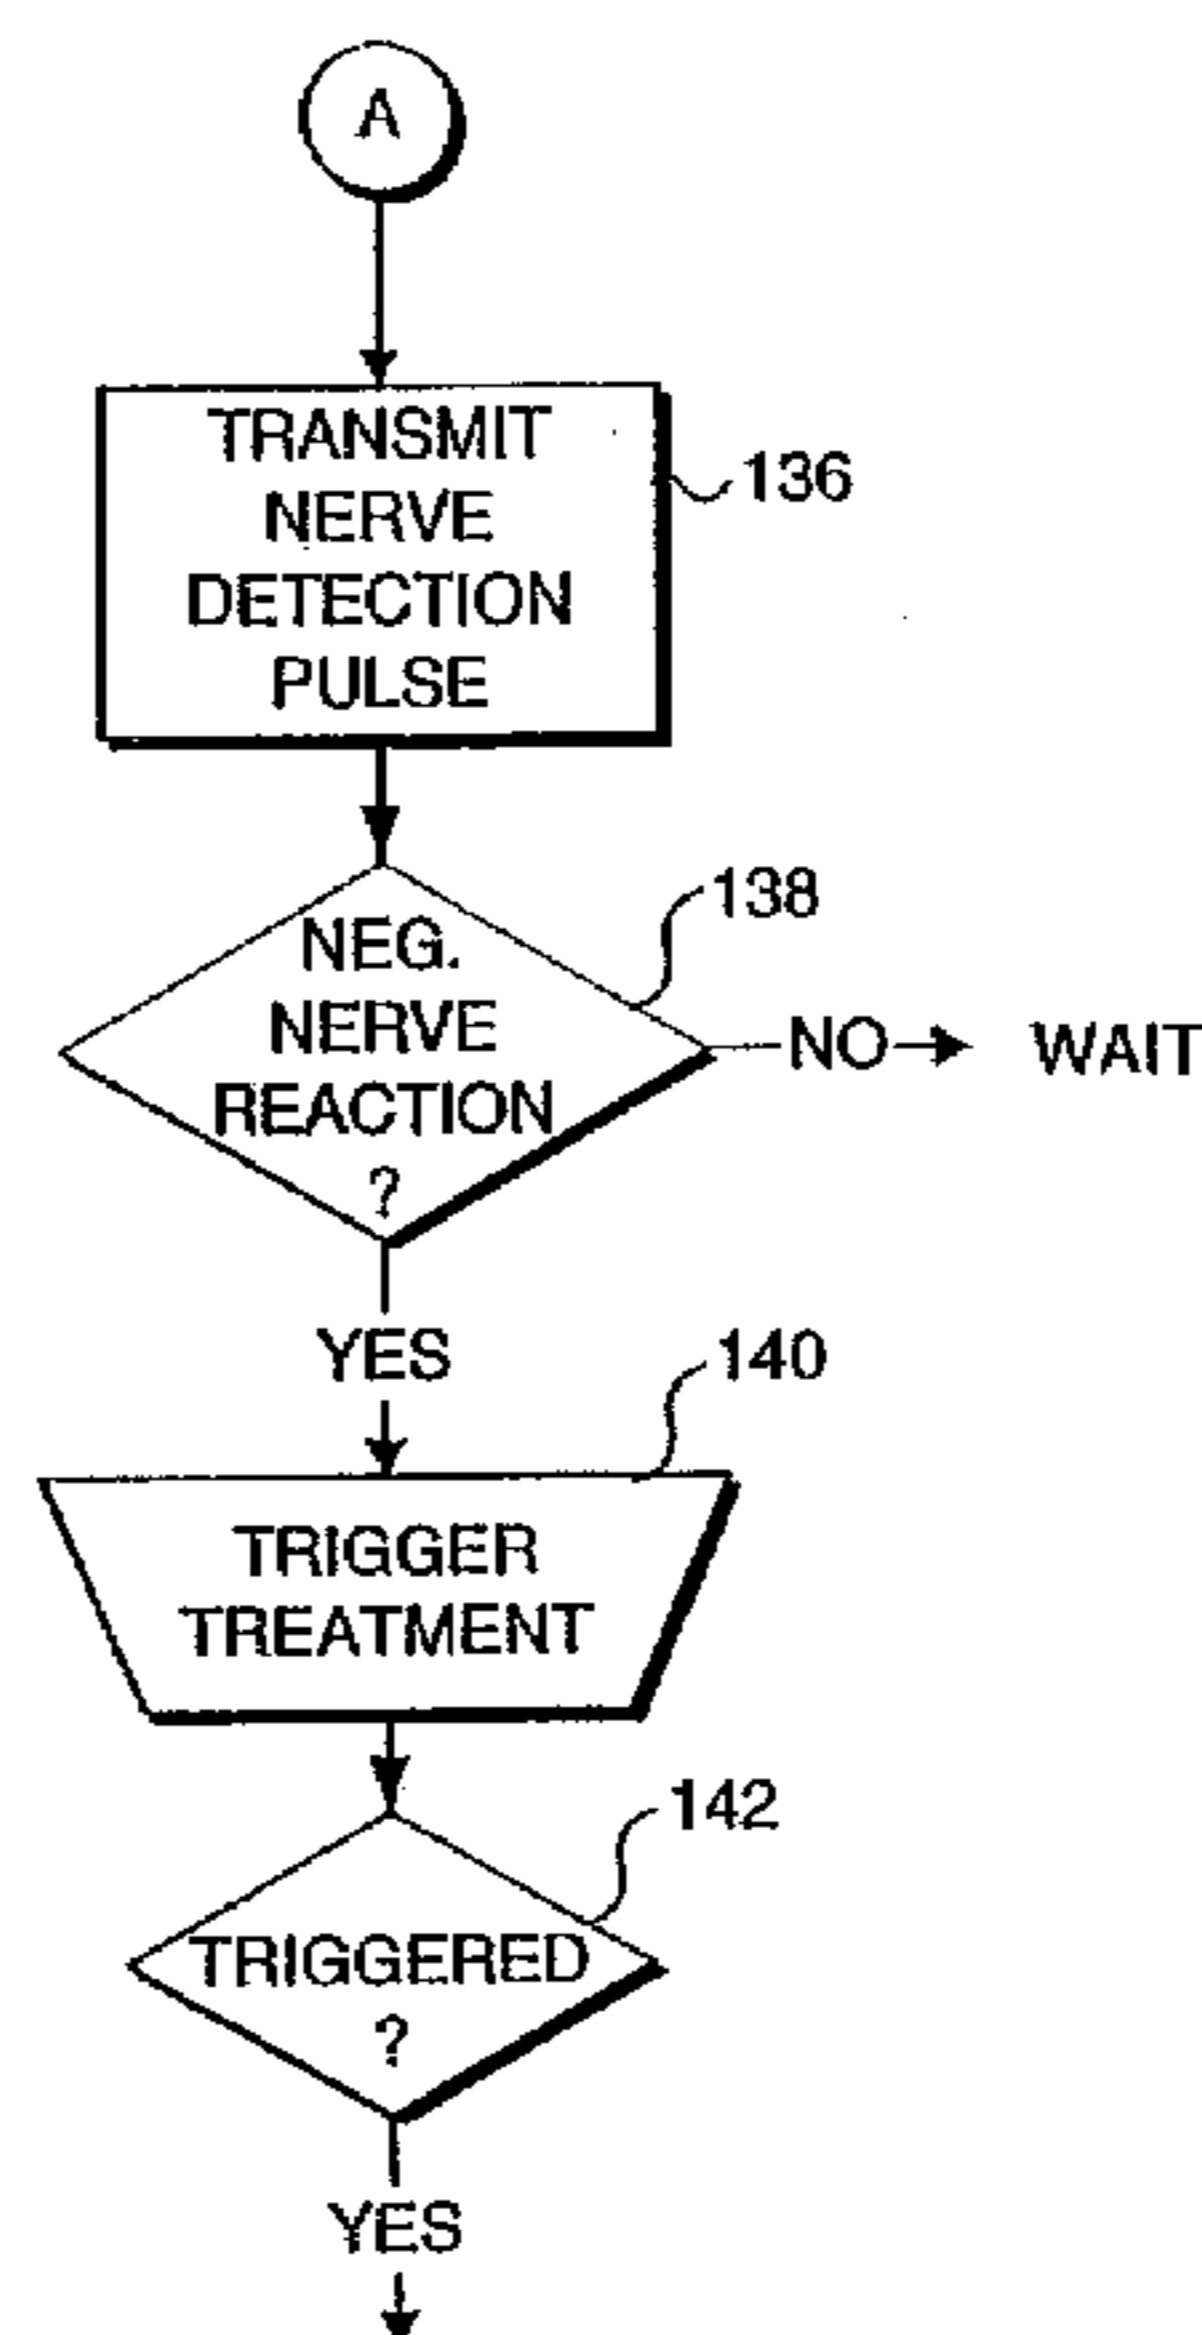 A
TRANSMIT
NERVE
DETECTION
PULSE
136
138
NEG.
NERVE
REACTION
?
NO
WAIT
YES
140
TRIGGER
TREATMENT
142
TRIGGERED
?
YES